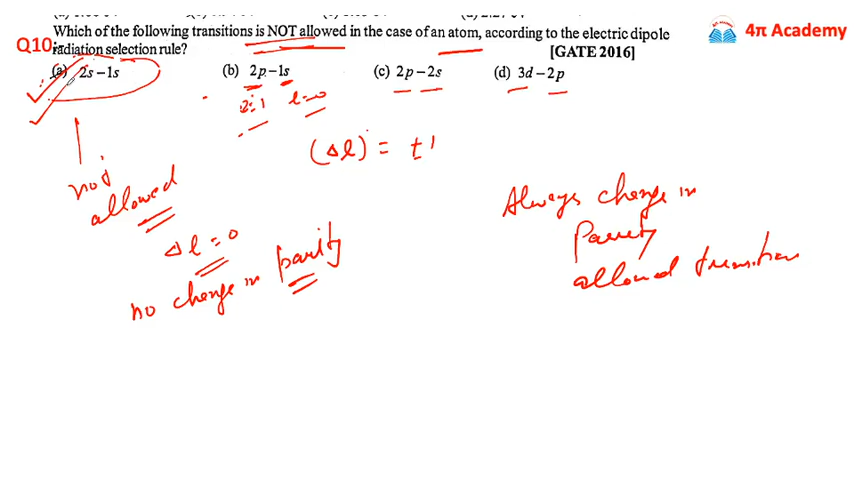 Which of the following transitions is NOT allowed in the case of an atom, according to the electric dipole
Q10: radiation selection rule? [GATE 2016]
(a) 2s – 1s (b) 2p – 1s (c) 2p – 2s (d) 3d – 2p
4π Academy
l=0
(Δl) = ±1
not
allowed
Δl = 0
no change in parity
Always change in
Parity
allowed transition